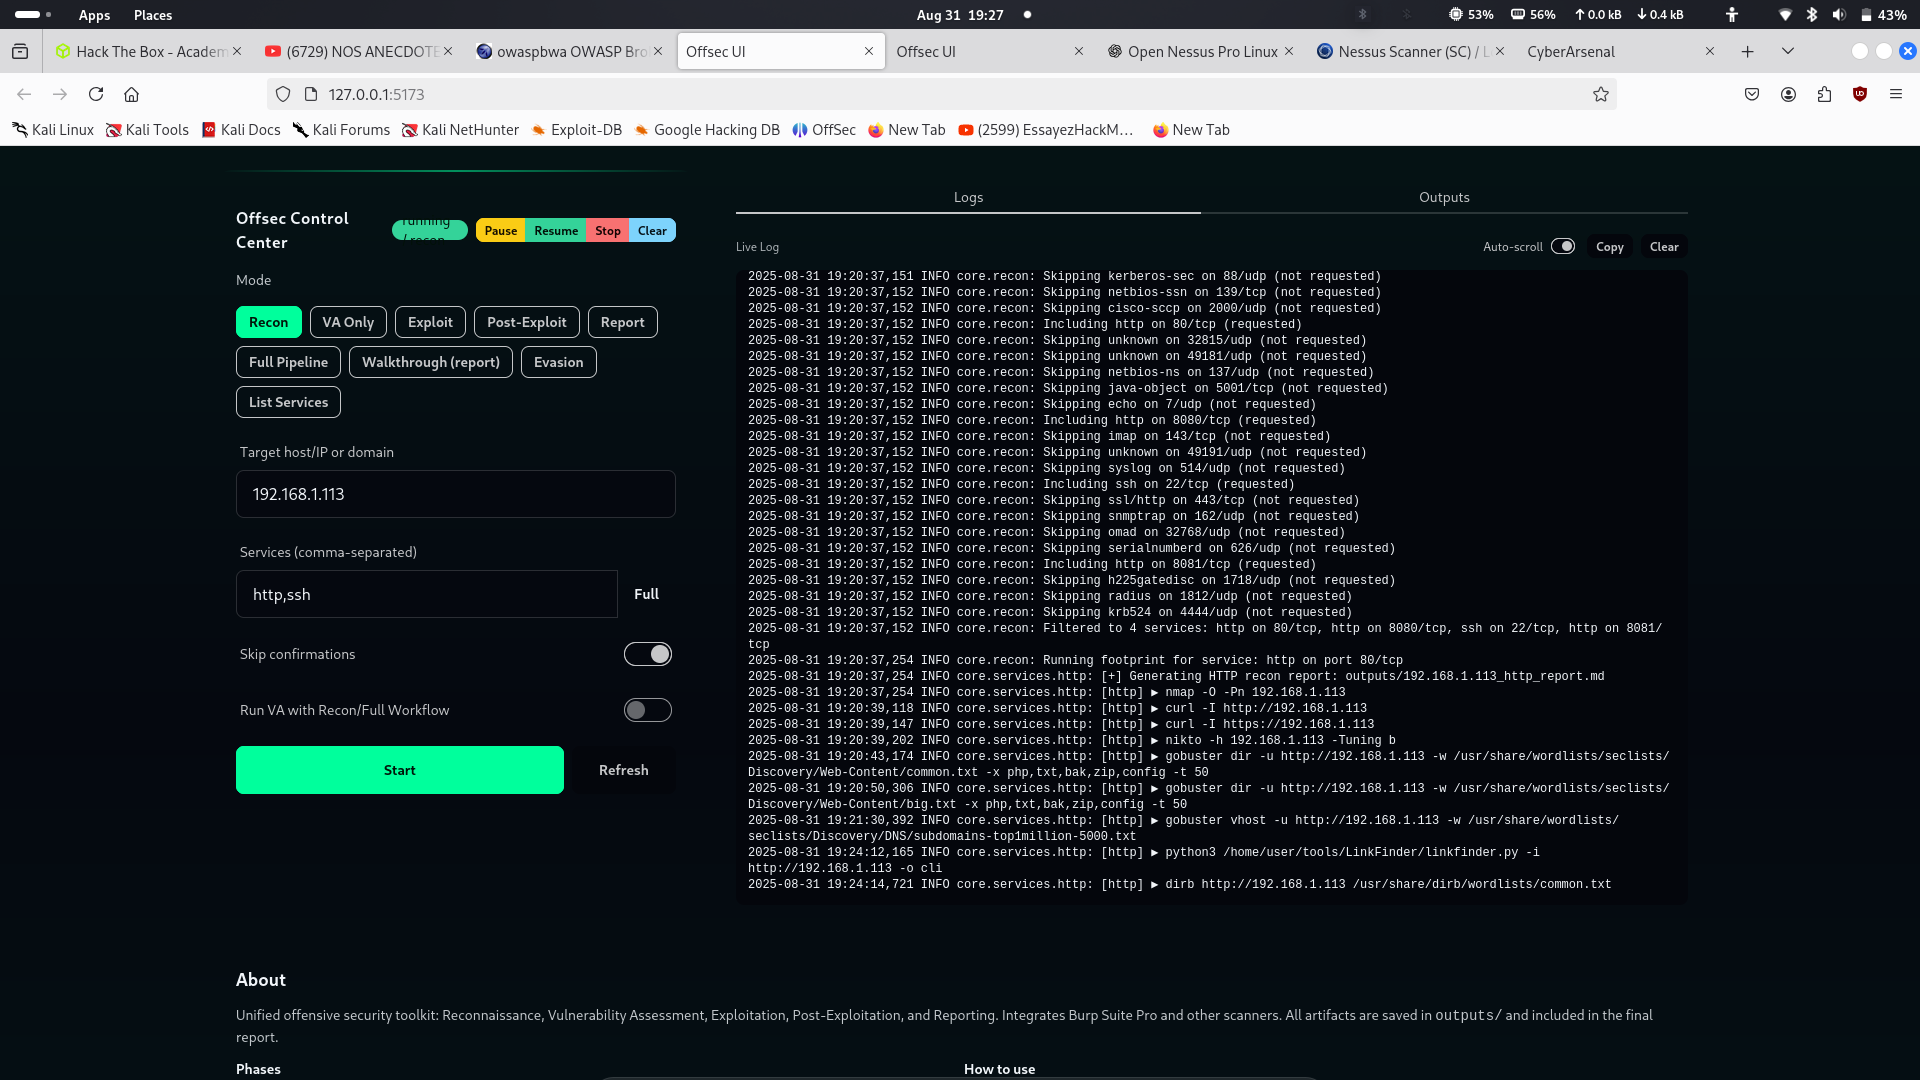 Apps Places Aug 31 19:27 53% 56% 0.0 kB 0.4 kB 43%
Hack The Box - Academ (6729) NOS ANECDOTE owaspbwa OWASP Bro Offsec UI Offsec UI Open Nessus Pro Linux Nessus Scanner (SC) / L CyberArsenal
127.0.0.1:5173
Kali Linux Kali Tools Kali Docs Kali Forums Kali NetHunter Exploit-DB Google Hacking DB OffSec New Tab (2599) EssayezHackM… New Tab
Offsec Control
Center
running
/ recon
Pause Resume Stop Clear
Mode
Recon VA Only Exploit Post-Exploit Report
Full Pipeline Walkthrough (report) Evasion
List Services
Target host/IP or domain
192.168.1.113
Services (comma-separated)
http,ssh Full
Skip confirmations
Run VA with Recon/Full Workflow
Start Refresh
Logs Outputs
Live Log Auto-scroll Copy Clear
2025-08-31 19:20:37,151 INFO core.recon: Skipping kerberos-sec on 88/udp (not requested)
2025-08-31 19:20:37,152 INFO core.recon: Skipping netbios-ssn on 139/tcp (not requested)
2025-08-31 19:20:37,152 INFO core.recon: Skipping cisco-sccp on 2000/udp (not requested)
2025-08-31 19:20:37,152 INFO core.recon: Including http on 80/tcp (requested)
2025-08-31 19:20:37,152 INFO core.recon: Skipping unknown on 32815/udp (not requested)
2025-08-31 19:20:37,152 INFO core.recon: Skipping unknown on 49181/udp (not requested)
2025-08-31 19:20:37,152 INFO core.recon: Skipping netbios-ns on 137/udp (not requested)
2025-08-31 19:20:37,152 INFO core.recon: Skipping java-object on 5001/tcp (not requested)
2025-08-31 19:20:37,152 INFO core.recon: Skipping echo on 7/udp (not requested)
2025-08-31 19:20:37,152 INFO core.recon: Including http on 8080/tcp (requested)
2025-08-31 19:20:37,152 INFO core.recon: Skipping imap on 143/tcp (not requested)
2025-08-31 19:20:37,152 INFO core.recon: Skipping unknown on 49191/udp (not requested)
2025-08-31 19:20:37,152 INFO core.recon: Skipping syslog on 514/udp (not requested)
2025-08-31 19:20:37,152 INFO core.recon: Including ssh on 22/tcp (requested)
2025-08-31 19:20:37,152 INFO core.recon: Skipping ssl/http on 443/tcp (not requested)
2025-08-31 19:20:37,152 INFO core.recon: Skipping snmptrap on 162/udp (not requested)
2025-08-31 19:20:37,152 INFO core.recon: Skipping omad on 32768/udp (not requested)
2025-08-31 19:20:37,152 INFO core.recon: Skipping serialnumberd on 626/udp (not requested)
2025-08-31 19:20:37,152 INFO core.recon: Including http on 8081/tcp (requested)
2025-08-31 19:20:37,152 INFO core.recon: Skipping h225gatedisc on 1718/udp (not requested)
2025-08-31 19:20:37,152 INFO core.recon: Skipping radius on 1812/udp (not requested)
2025-08-31 19:20:37,152 INFO core.recon: Skipping krb524 on 4444/udp (not requested)
2025-08-31 19:20:37,152 INFO core.recon: Filtered to 4 services: http on 80/tcp, http on 8080/tcp, ssh on 22/tcp, http on 8081/
tcp
2025-08-31 19:20:37,254 INFO core.recon: Running footprint for service: http on port 80/tcp
2025-08-31 19:20:37,254 INFO core.services.http: [+] Generating HTTP recon report: outputs/192.168.1.113_http_report.md
2025-08-31 19:20:37,254 INFO core.services.http: [http] ▶ nmap -O -Pn 192.168.1.113
2025-08-31 19:20:39,118 INFO core.services.http: [http] ▶ curl -I http://192.168.1.113
2025-08-31 19:20:39,147 INFO core.services.http: [http] ▶ curl -I https://192.168.1.113
2025-08-31 19:20:39,202 INFO core.services.http: [http] ▶ nikto -h 192.168.1.113 -Tuning b
2025-08-31 19:20:43,174 INFO core.services.http: [http] ▶ gobuster dir -u http://192.168.1.113 -w /usr/share/wordlists/seclists/
Discovery/Web-Content/common.txt -x php,txt,bak,zip,config -t 50
2025-08-31 19:20:50,306 INFO core.services.http: [http] ▶ gobuster dir -u http://192.168.1.113 -w /usr/share/wordlists/seclists/
Discovery/Web-Content/big.txt -x php,txt,bak,zip,config -t 50
2025-08-31 19:21:30,392 INFO core.services.http: [http] ▶ gobuster vhost -u http://192.168.1.113 -w /usr/share/wordlists/
seclists/Discovery/DNS/subdomains-top1million-5000.txt
2025-08-31 19:24:12,165 INFO core.services.http: [http] ▶ python3 /home/user/tools/LinkFinder/linkfinder.py -i
http://192.168.1.113 -o cli
2025-08-31 19:24:14,721 INFO core.services.http: [http] ▶ dirb http://192.168.1.113 /usr/share/dirb/wordlists/common.txt
About
Unified offensive security toolkit: Reconnaissance, Vulnerability Assessment, Exploitation, Post-Exploitation, and Reporting. Integrates Burp Suite Pro and other scanners. All artifacts are saved in outputs/ and included in the final
report.
Phases How to use